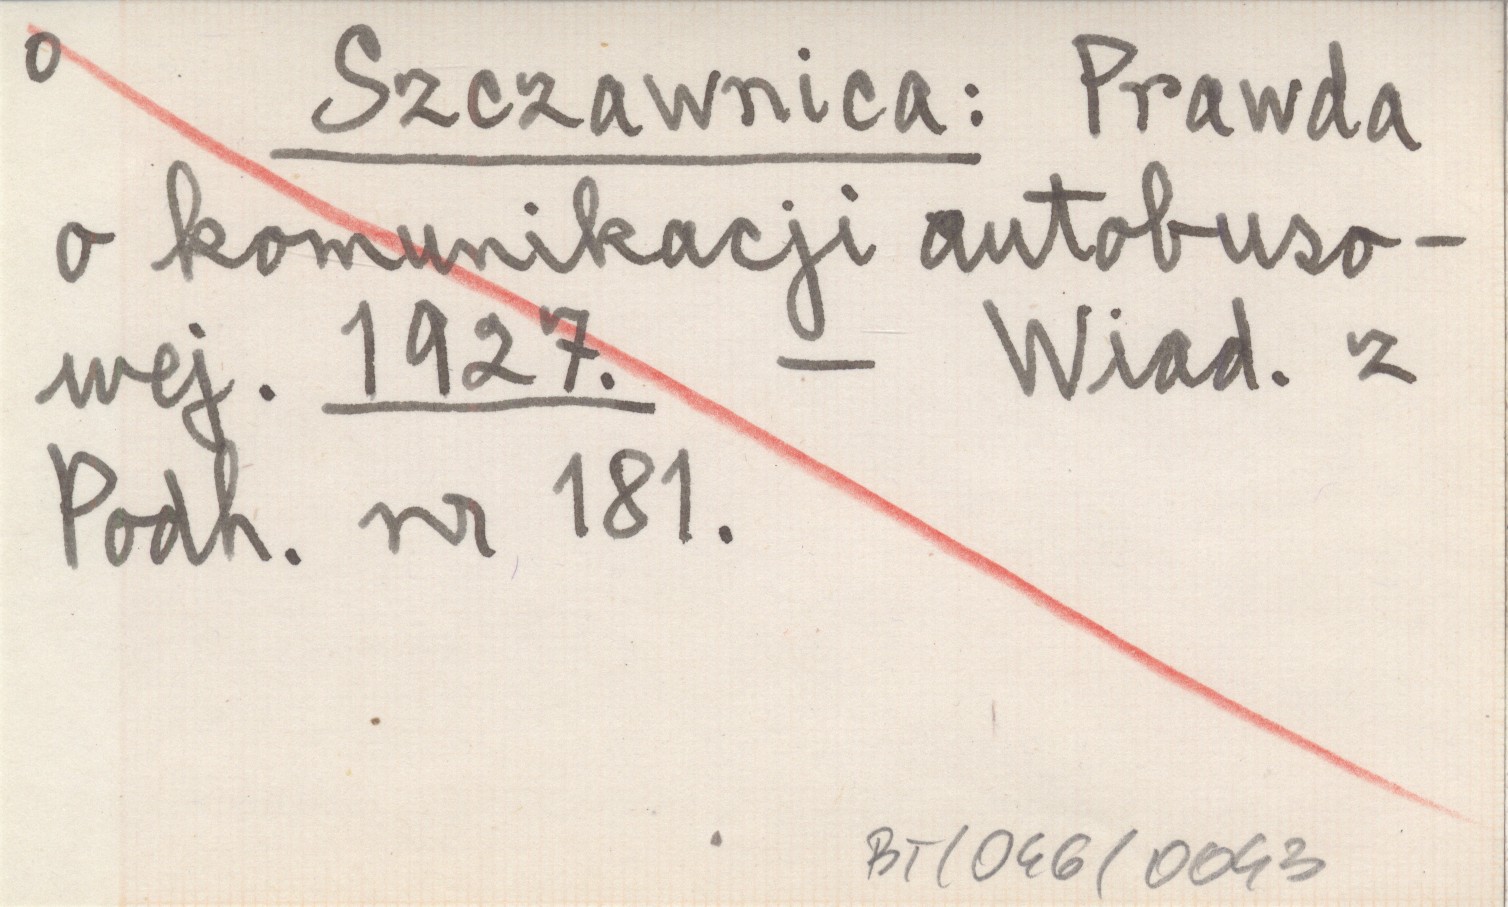 o Szczawnica: Prawda
o komunikacji autobuso-
wej. 1927. — Wiad. z
Podh. nr 181.
BT/046/0043